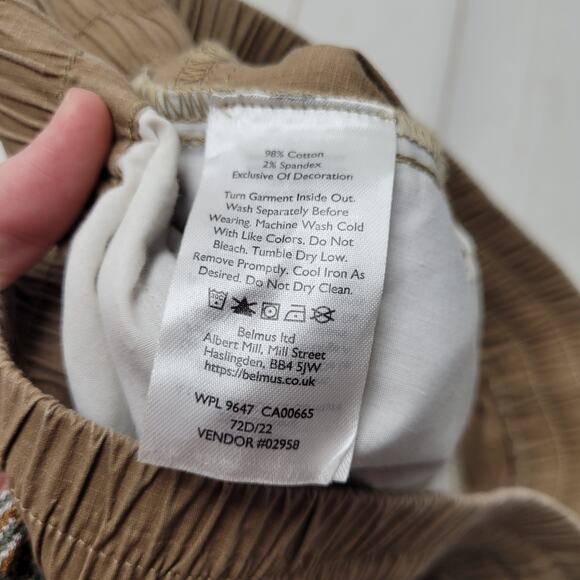 98% Cotton
2% Spandex
Exclusive Of Decoration
Turn Garment Inside Out.
Wash Separately Before
Wearing. Machine Wash Cold
With Like Colors. Do Not
Bleach. Tumble Dry Low.
Remove Promptly. Cool Iron As
Desired. Do Not Dry Clean.
Belmus ltd
Albert Mill, Mill Street
Haslingden, BB4 5JW
https://belmus.co.uk
WPL 9647 CA00665
72D/22
VENDOR #02958